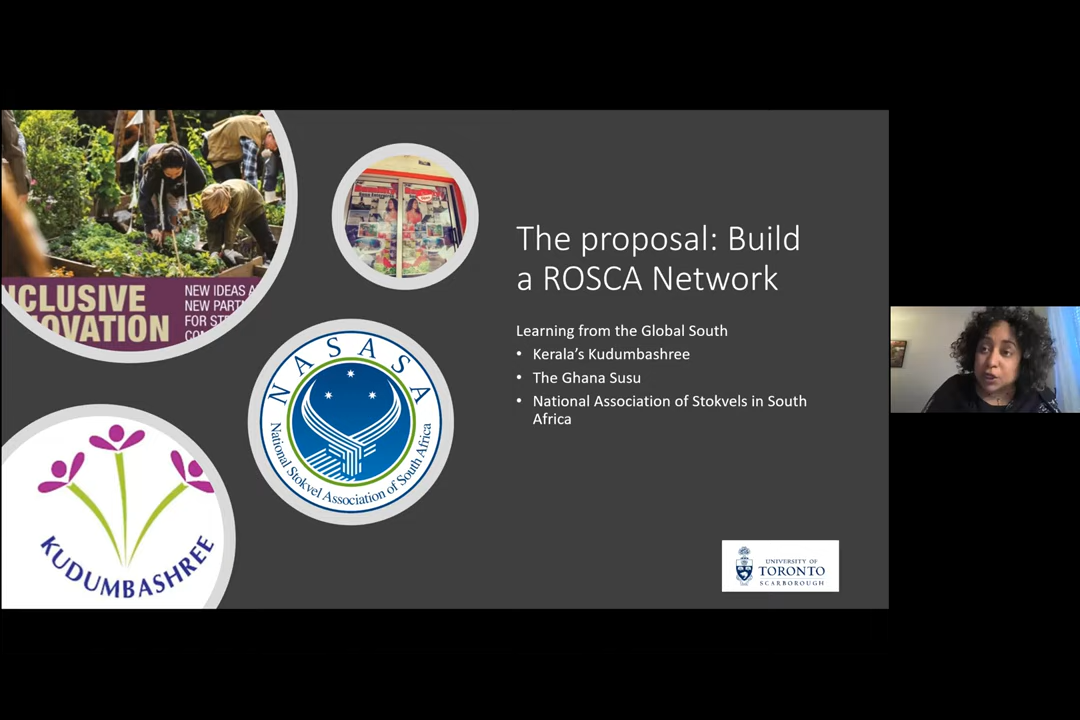 The proposal: Build
a ROSCA Network
Learning from the Global South
• Kerala's Kudumbashree
• The Ghana Susu
• National Association of Stokvels in South
Africa
NCLUSIVE
OVATION
NEW IDEAS A
NEW PART
FOR ST
CO
NASASA
National Stokvel Association of South Africa
KUDUMBASHREE
UNIVERSITY OF
TORONTO
SCARBOROUGH